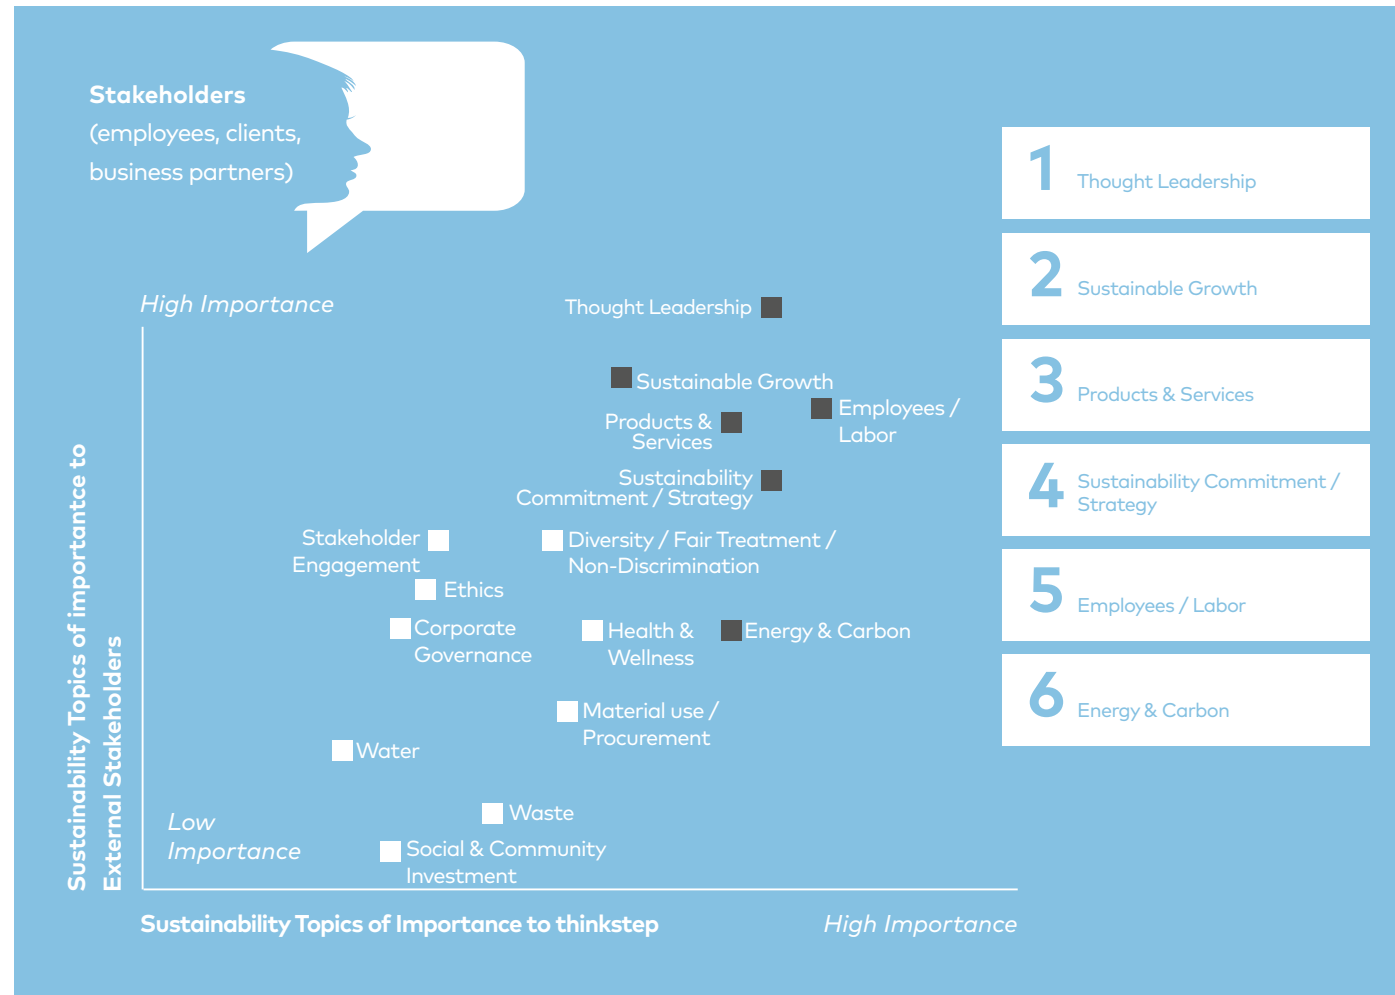 Stakeholders
(employees, clients,
business partners)
High Importance
Thought Leadership
Sustainable Growth
Employees /
Labor
Products &
Services
Sustainability
Commitment / Strategy
Stakeholder
Engagement
Diversity / Fair Treatment /
Non-Discrimination
Ethics
Corporate
Governance
Health &
Wellness
Energy & Carbon
Material use /
Procurement
Water
Waste
Social & Community
Investment
Low
Importance
Sustainability Topics of importantce to
External Stakeholders
Sustainability Topics of Importance to thinkstep
High Importance
1 Thought Leadership
2 Sustainable Growth
3 Products & Services
4 Sustainability Commitment /
Strategy
5 Employees / Labor
6 Energy & Carbon